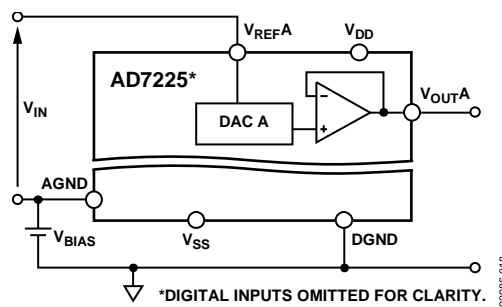 VREFA
VDD
AD7225*
VOUTA
VIN
DAC A
−
+
AGND
VBIAS
VSS
DGND
*DIGITAL INPUTS OMITTED FOR CLARITY.